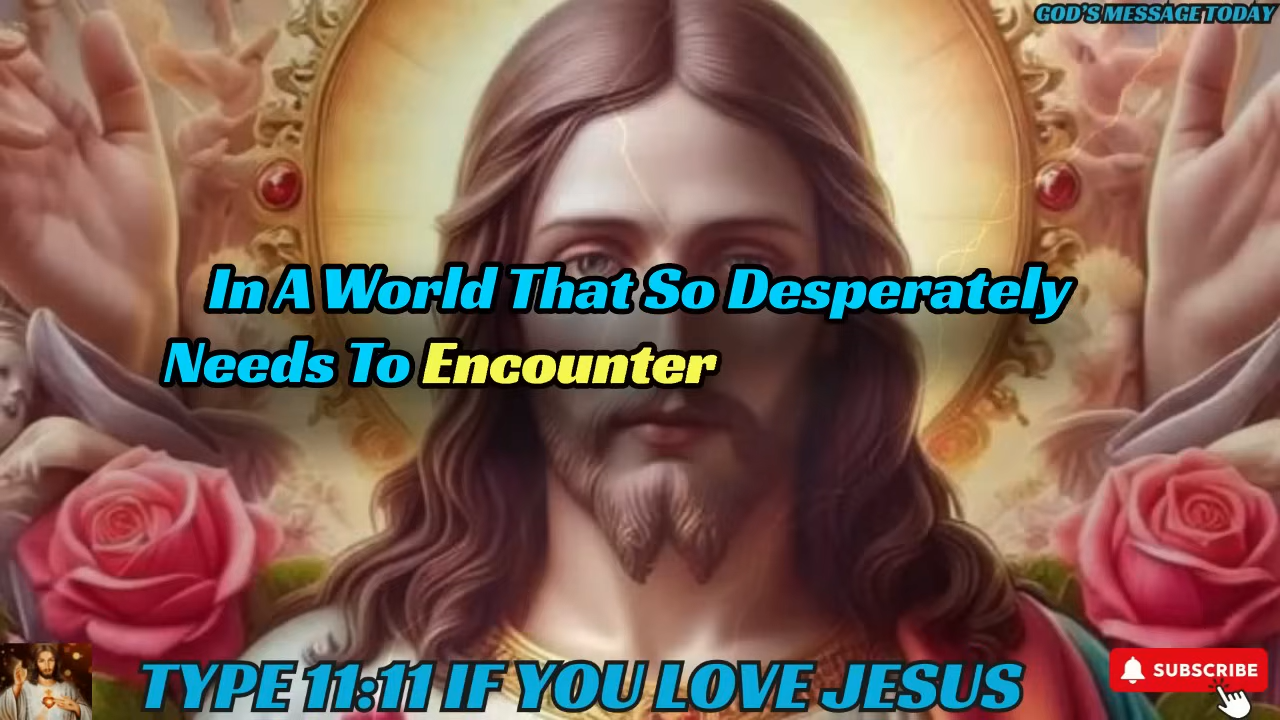 GOD'S MESSAGE TODAY
In A World That So Desperately
Needs To Encounter
TYPE 11:11 IF YOU LOVE JESUS
SUBSCRIBE